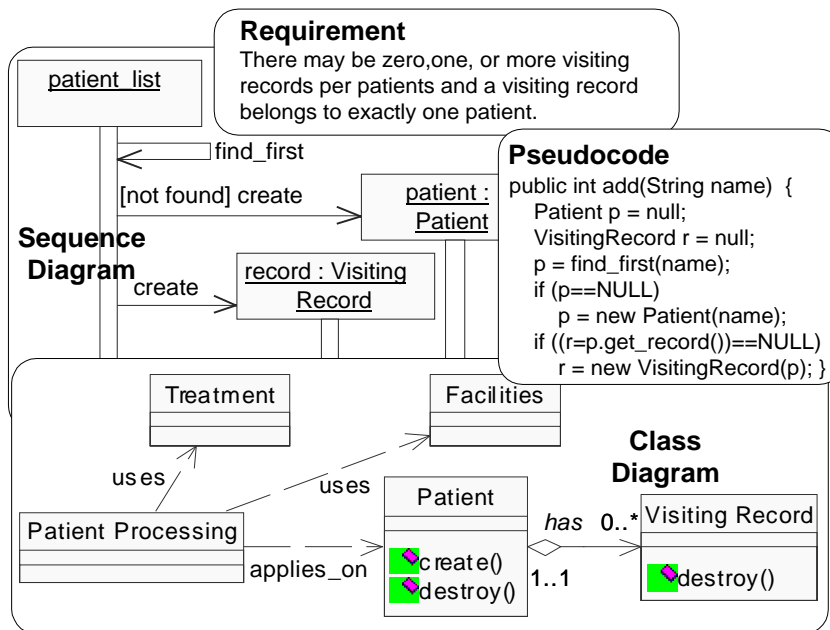 Requirement
There may be zero,one, or more visiting
records per patients and a visiting record
belongs to exactly one patient.
patient_list
find_first
[not found] create
patient :
Patient
Sequence
Diagram
create
record : Visiting
Record
Pseudocode
public int add(String name) {
Patient p = null;
VisitingRecord r = null;
p = find_first(name);
if (p==NULL)
p = new Patient(name);
if ((r=p.get_record())==NULL)
r = new VisitingRecord(p); }
Treatment
Facilities
Class
Diagram
uses
uses
Patient Processing
applies_on
Patient
create()
destroy()
has
0..*
1..1
Visiting Record
destroy()